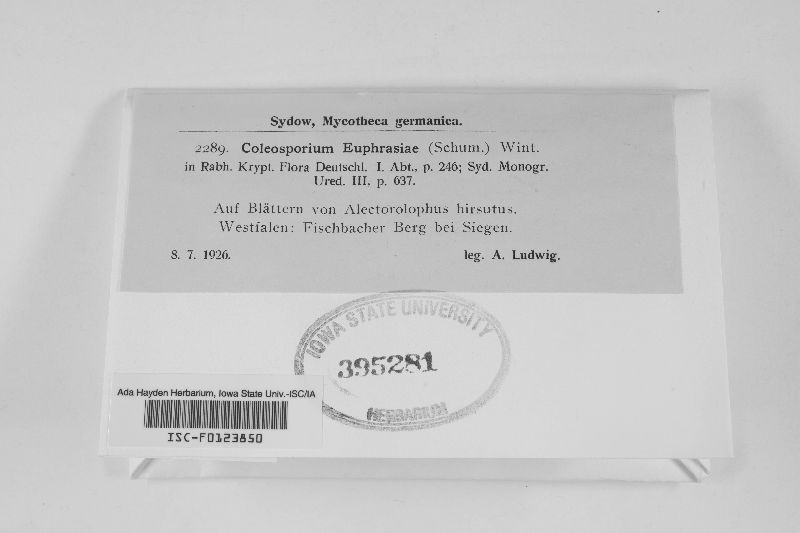 Sydow, Mycotheca germanica.
2289. Coleosporium Euphrasiae (Schum.) Wint.
in Rabh. Krypt. Flora Deutschl. I. Abt., p. 246; Syd. Monogr.
Ured. III, p. 637.
Auf Blättern von Alectorolophus hirsutus.
Westfalen: Fischbacher Berg bei Siegen.
8. 7. 1926. leg. A. Ludwig.
IOWA STATE UNIVERSITY
395281
HERBARIUM
Ada Hayden Herbarium, Iowa State Univ.-ISC/IA
ISC-F0123850